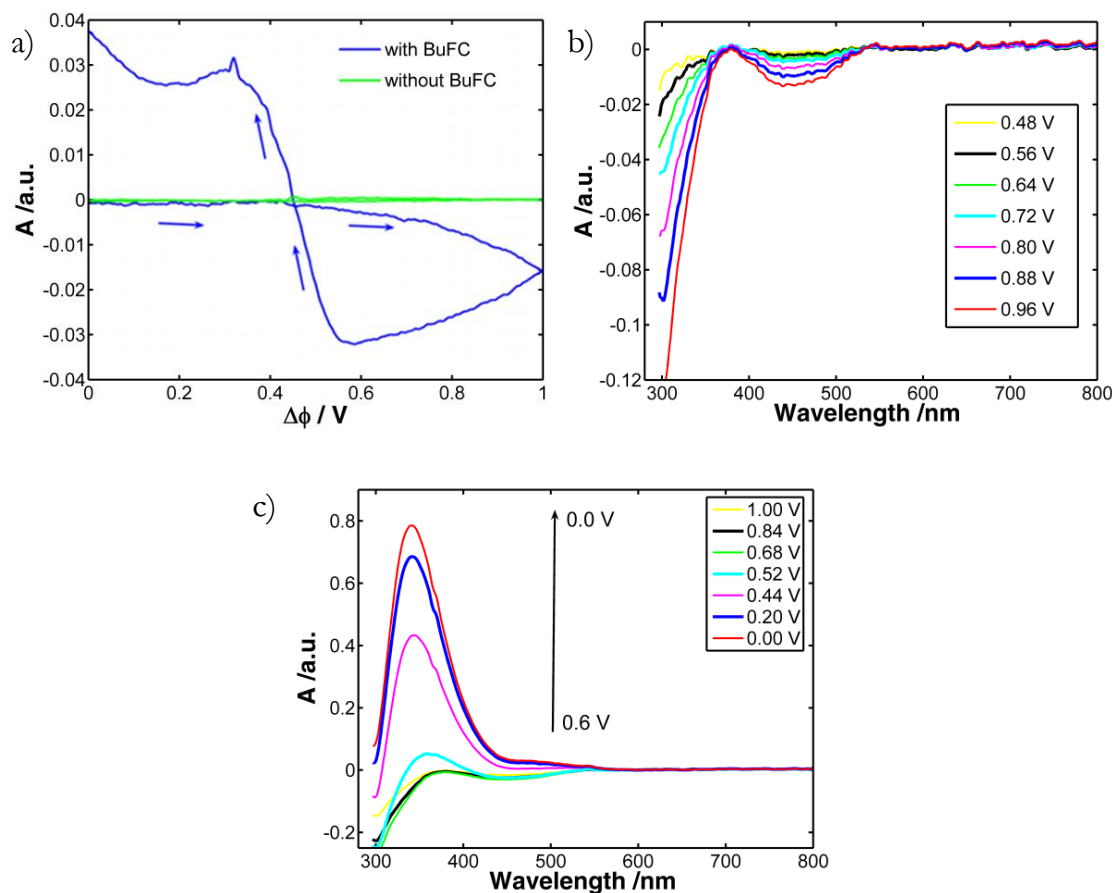 a)
A /a.u.
0.04
0.03
0.02
0.01
0
-0.01
-0.02
-0.03
-0.04
with BuFC
without BuFC
0
0.2
0.4
0.6
0.8
1
Δϕ / V
b)
A /a.u.
0
-0.02
-0.04
-0.06
-0.08
-0.1
-0.12
0.48 V
0.56 V
0.64 V
0.72 V
0.80 V
0.88 V
0.96 V
300
400
500
600
700
800
Wavelength /nm
c)
A /a.u.
0.8
0.6
0.4
0.2
0
-0.2
0.0 V
0.6 V
1.00 V
0.84 V
0.68 V
0.52 V
0.44 V
0.20 V
0.00 V
300
400
500
600
700
800
Wavelength /nm